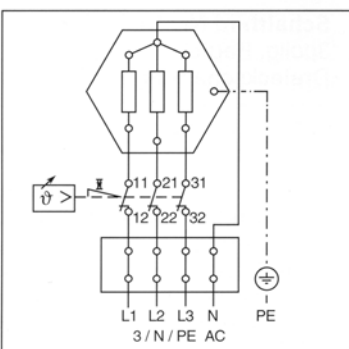 11 21 31
ϑ >
12 22 32
L1 L2 L3 N PE
3 / N / PE AC